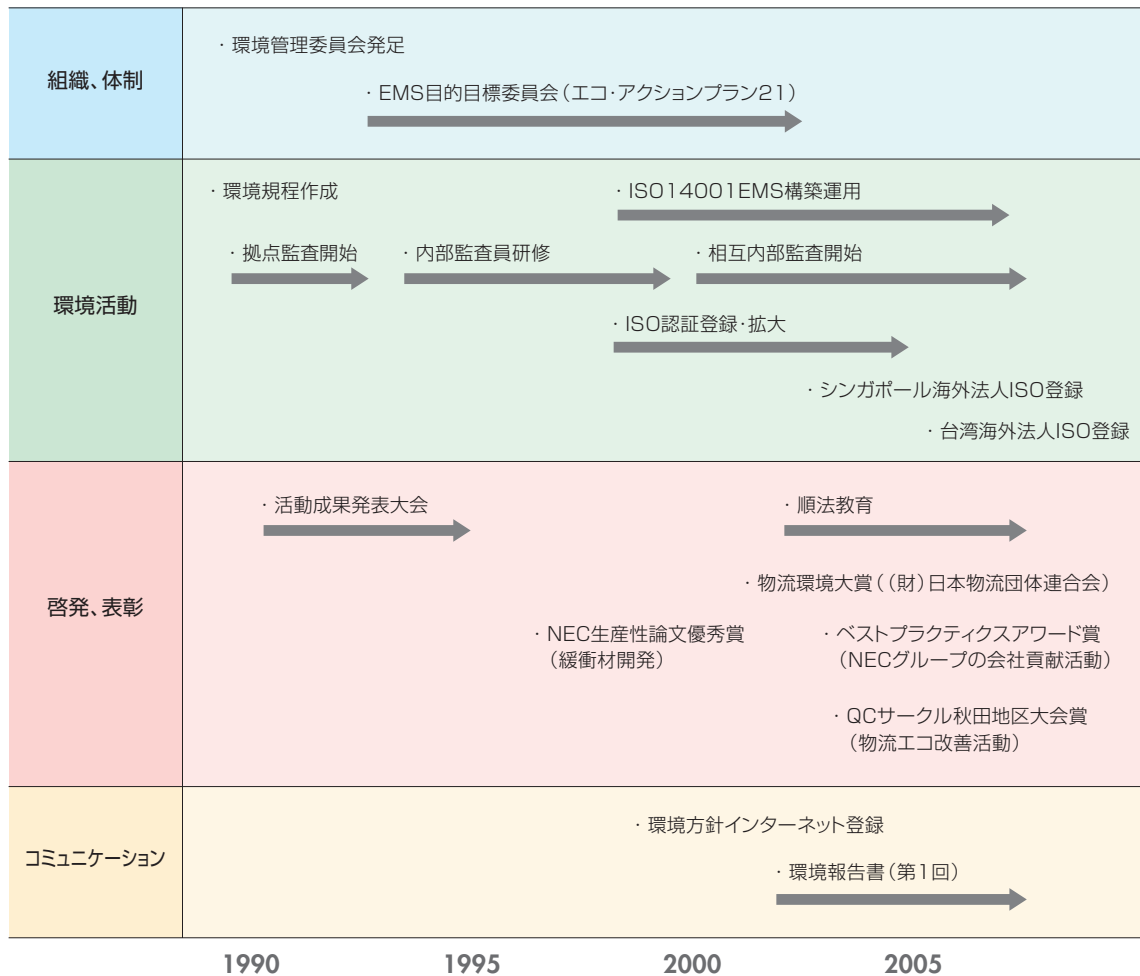 組織、体制
・環境管理委員会発足
・EMS目的目標委員会（エコ・アクションプラン21）
環境活動
・環境規程作成
・ISO14001EMS構築運用
・拠点監査開始
・内部監査員研修
・相互内部監査開始
・ISO認証登録・拡大
・シンガポール海外法人ISO登録
・台湾海外法人ISO登録
啓発、表彰
・活動成果発表大会
・順法教育
・物流環境大賞（（財）日本物流団体連合会）
・NEC生産性論文優秀賞
（緩衝材開発）
・ベストプラクティクスアワード賞
（NECグループの会社貢献活動）
・QCサークル秋田地区大会賞
（物流エコ改善活動）
コミュニケーション
・環境方針インターネット登録
・環境報告書（第1回）
1990 1995 2000 2005